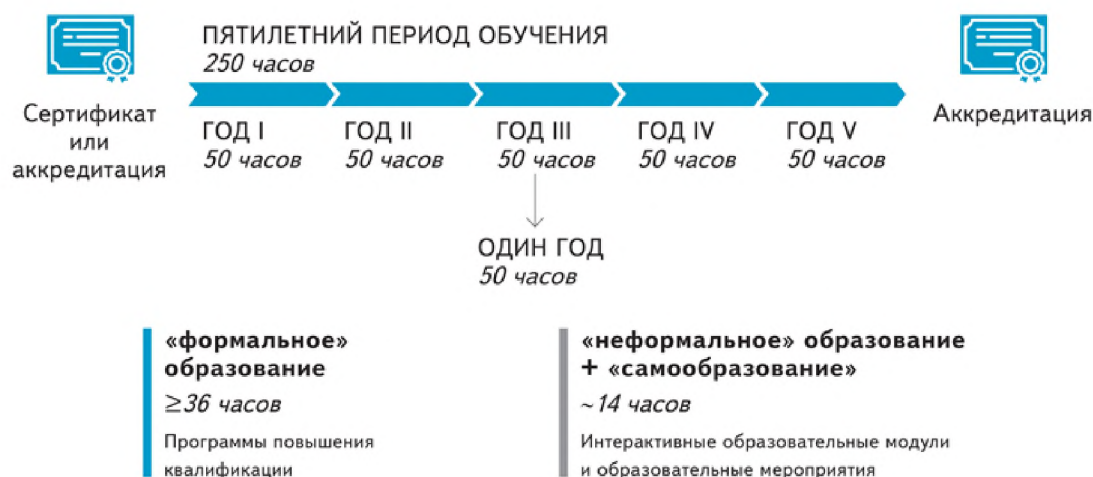 ПЯТИЛЕТНИЙ ПЕРИОД ОБУЧЕНИЯ
250 часов
Сертификат
или
аккредитация
ГОД I
50 часов
ГОД II
50 часов
ГОД III
50 часов
ГОД IV
50 часов
ГОД V
50 часов
Аккредитация
ОДИН ГОД
50 часов
«формальное»
образование
≥36 часов
Программы повышения
квалификации
«неформальное» образование
+ «самообразование»
~14 часов
Интерактивные образовательные модули
и образовательные мероприятия